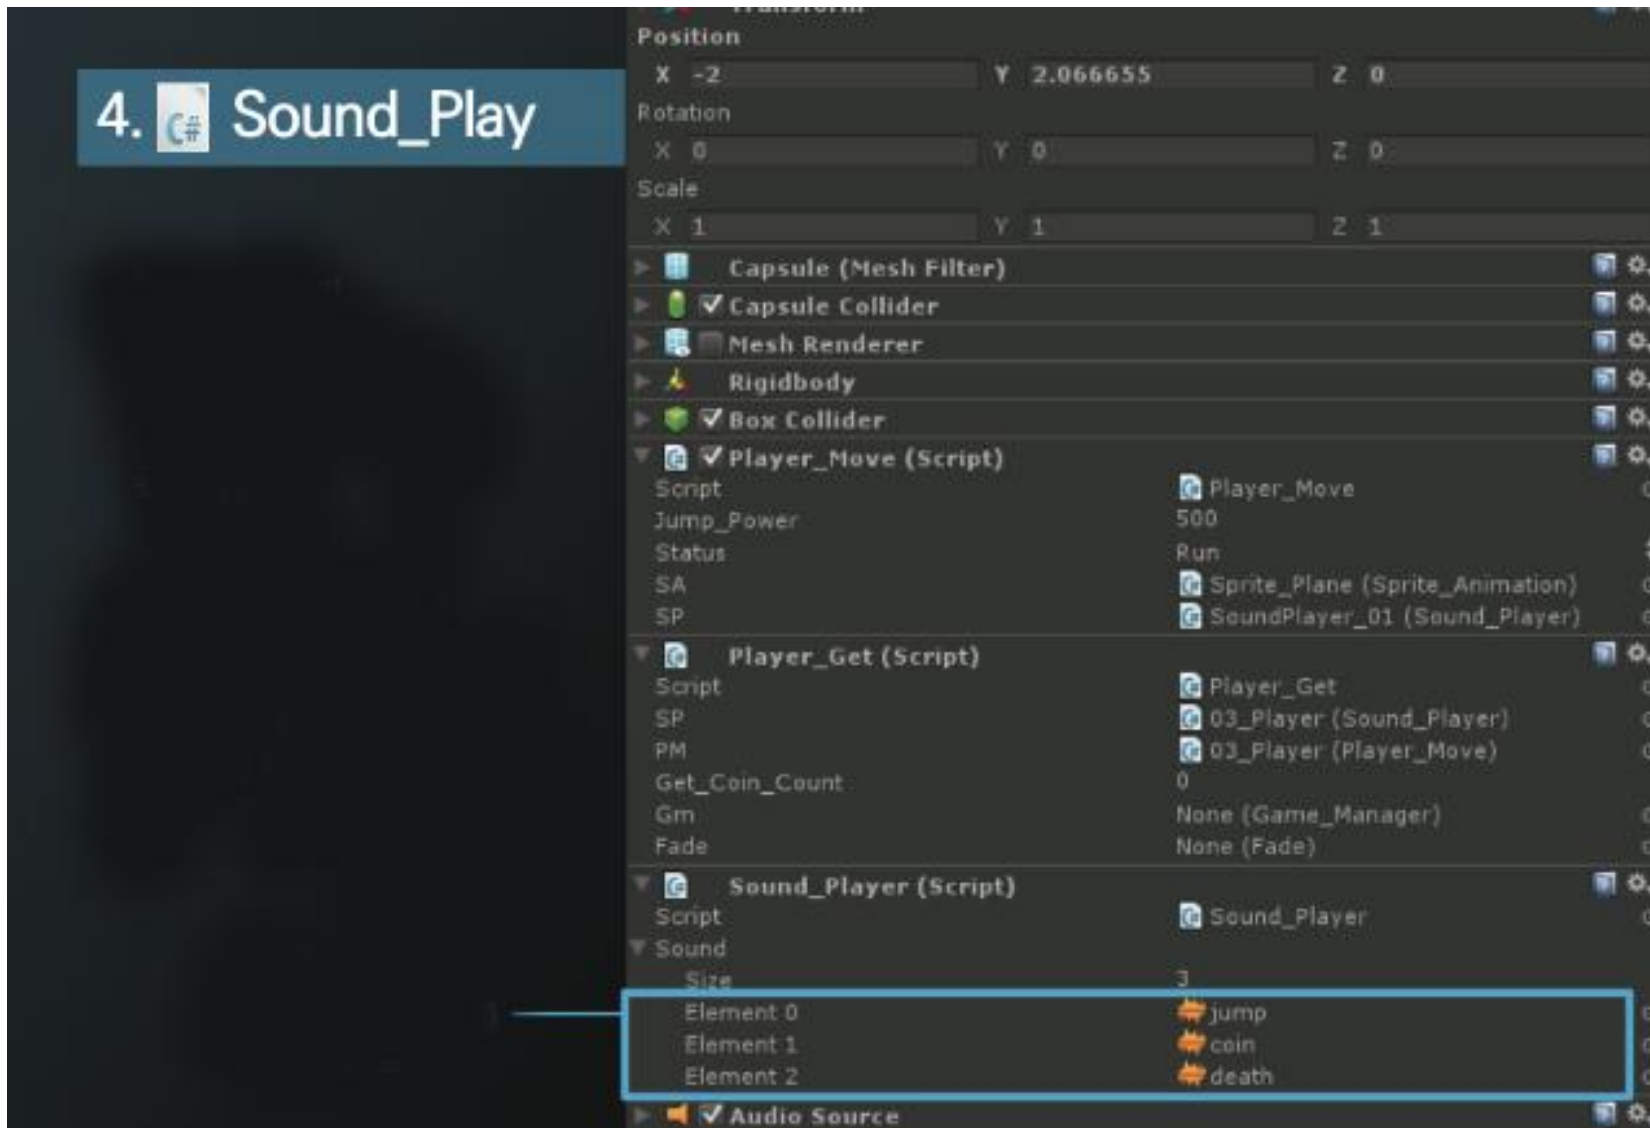 Transform
4. C# Sound_Play
Position
X -2 Y 2.066655 Z 0
Rotation
X 0 Y 0 Z 0
Scale
X 1 Y 1 Z 1
Capsule (Mesh Filter)
Capsule Collider
Mesh Renderer
Rigidbody
Box Collider
Player_Move (Script)
Script Player_Move
Jump_Power 500
Status Run
SA Sprite_Plane (Sprite_Animation)
SP SoundPlayer_01 (Sound_Player)
Player_Get (Script)
Script Player_Get
SP 03_Player (Sound_Player)
PM 03_Player (Player_Move)
Get_Coin_Count 0
Gm None (Game_Manager)
Fade None (Fade)
Sound_Player (Script)
Script Sound_Player
Sound
Size 3
Element 0 jump
Element 1 coin
Element 2 death
Audio Source